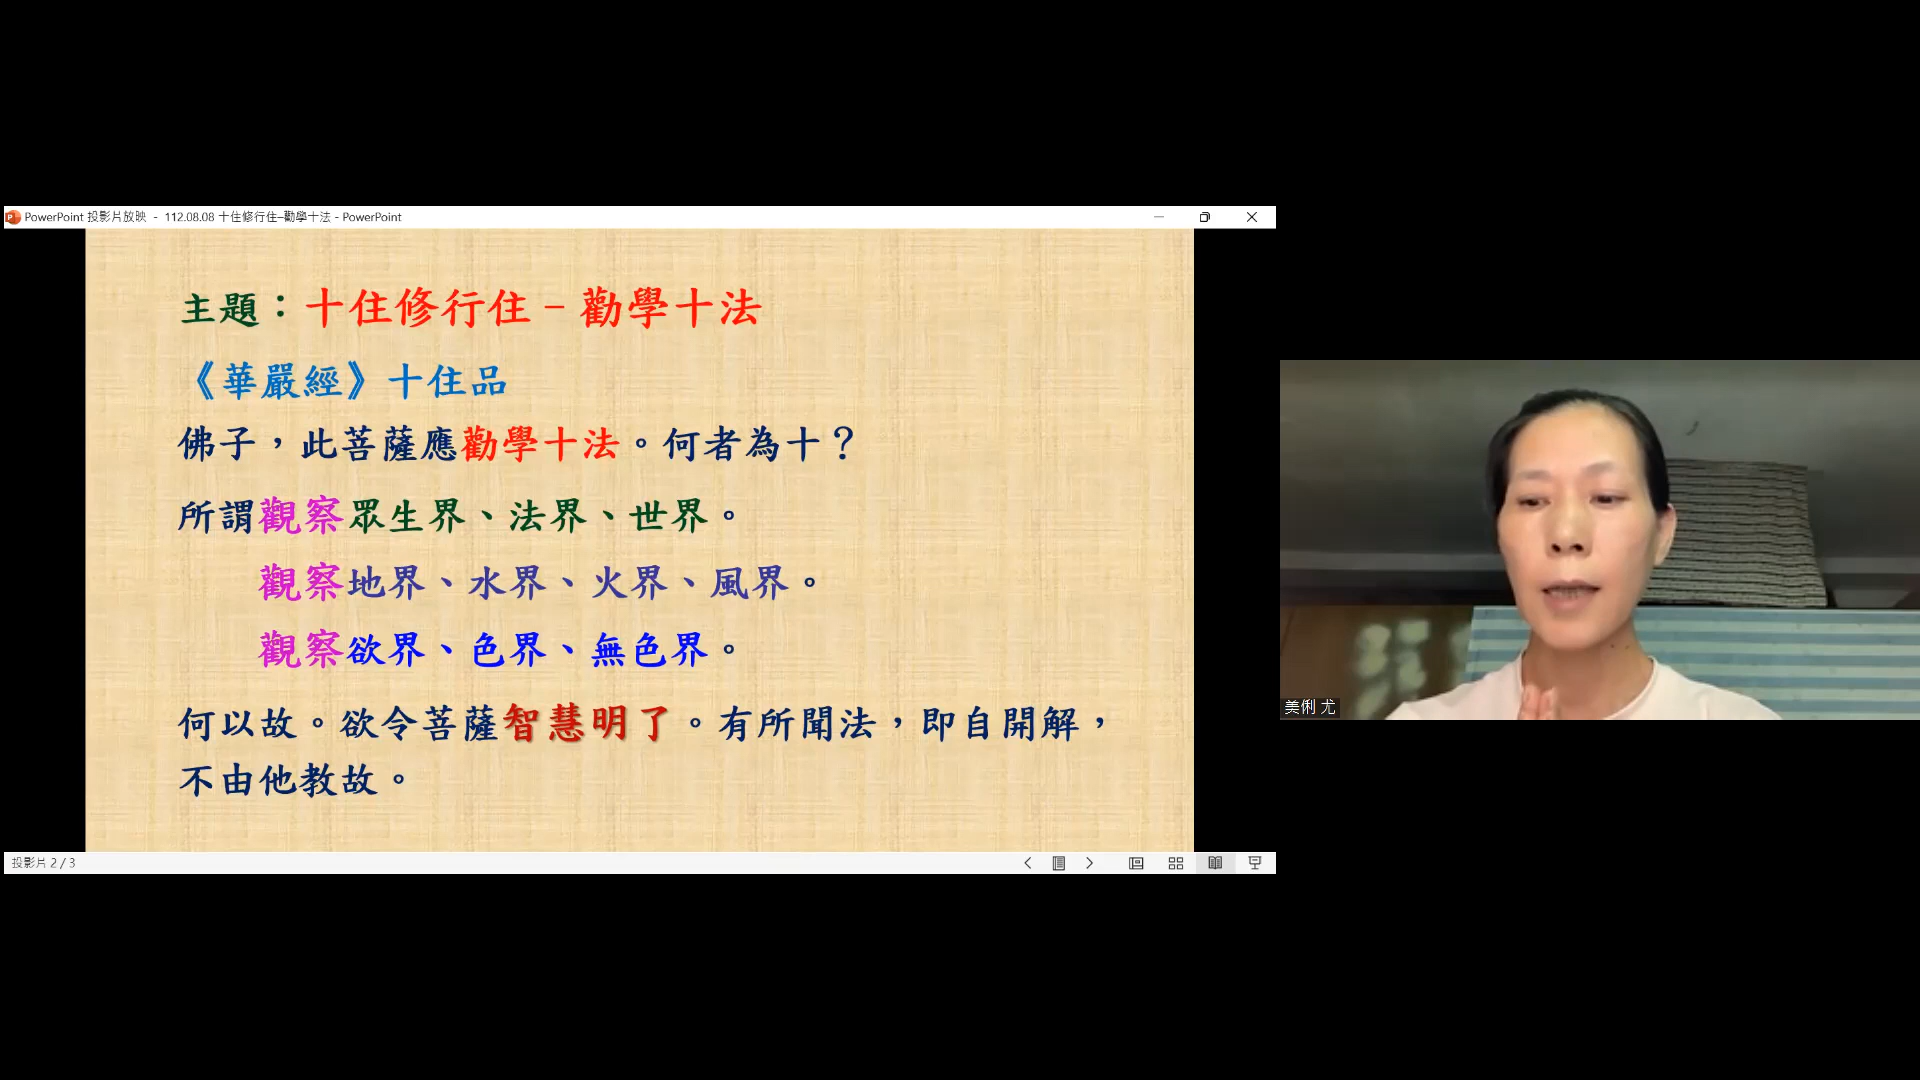 PowerPoint 投影片放映 - 112.08.08 十住修行住–勸學十法 - PowerPoint
主題：十住修行住－勸學十法
《華嚴經》十住品
佛子，此菩薩應勸學十法。何者為十？
所謂觀察眾生界、法界、世界。
觀察地界、水界、火界、風界。
觀察欲界、色界、無色界。
何以故。欲令菩薩智慧明了。有所聞法，即自開解，
不由他教故。
美俐 尤
投影片 2 / 3